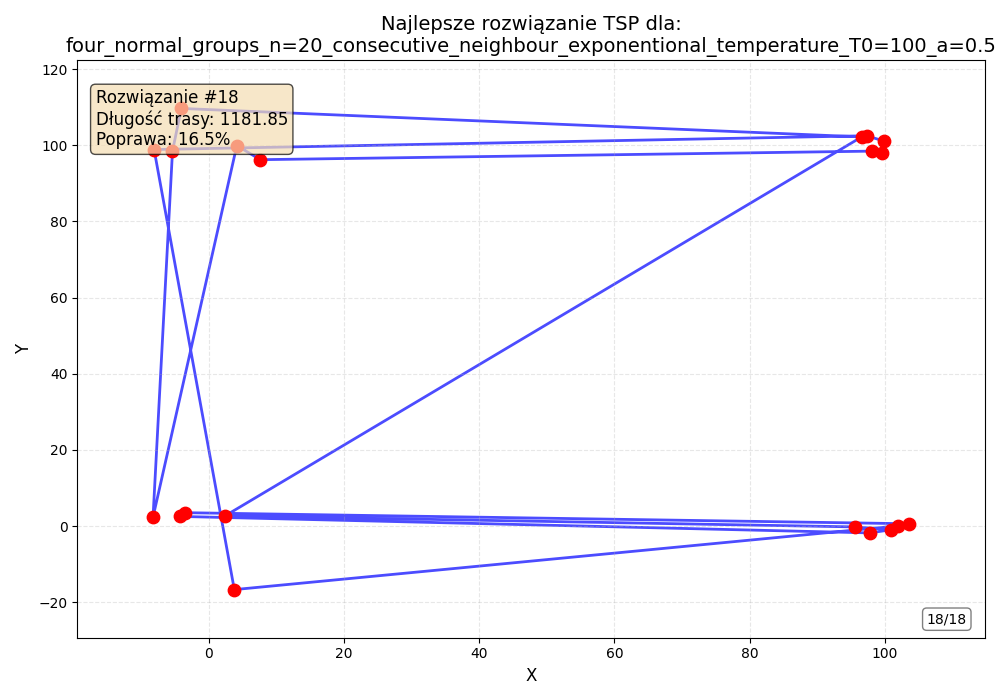 Najlepsze rozwiązanie TSP dla:
four_normal_groups_n=20_consecutive_neighbour_exponentional_temperature_T0=100_a=0.5
Rozwiązanie #18
Długość trasy: 1181.85
Poprawa: 16.5%
120
100
80
60
40
20
0
−20
Y
0
20
40
60
80
100
X
18/18